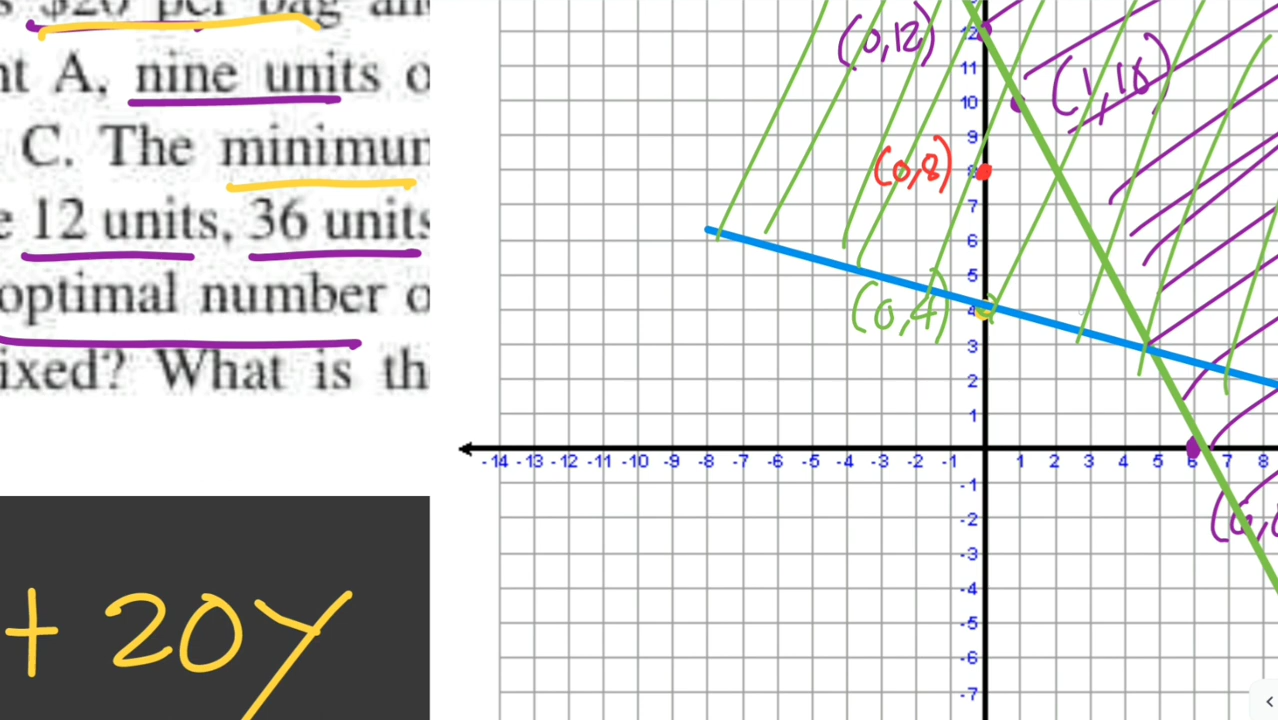 $20 per bag an
nt A, nine units o
C. The minimun
e 12 units, 36 units
optimal number o
ixed? What is th
+ 20y
(0,12)
(1,10)
(0,8)
(0,4)
12
11
10
9
8
7
6
5
4
3
2
1
-14 -13 -12 -11 -10 -9 -8 -7 -6 -5 -4 -3 -2 -1 1 2 3 4 5 6 7 8
-1
-2
-3
-4
-5
-6
-7